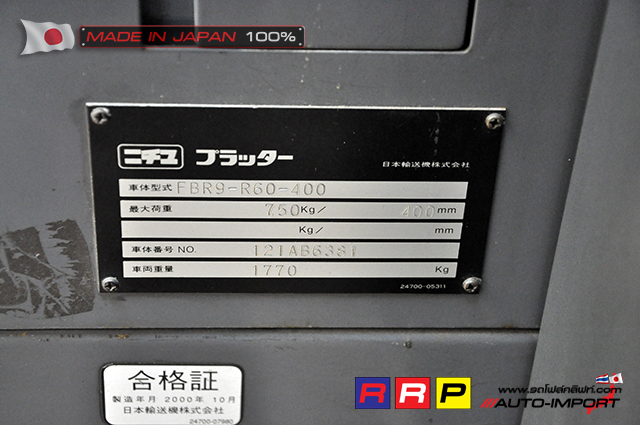 MADE IN JAPAN 100%
ニチユ プラッター 日本輸送機株式会社
車体型式 FBR9-R60-400
最大荷重 750 Kg/ 400 mm
Kg/ mm
車体番号 NO. 121AB6381
車両重量 1770 Kg
24700-05311
合格証
製造年月 2000年 10月
日本輸送機株式会社
24700-07980
RRP
www.รถโฟล์คลิฟท์.com
AUTO-IMPORT